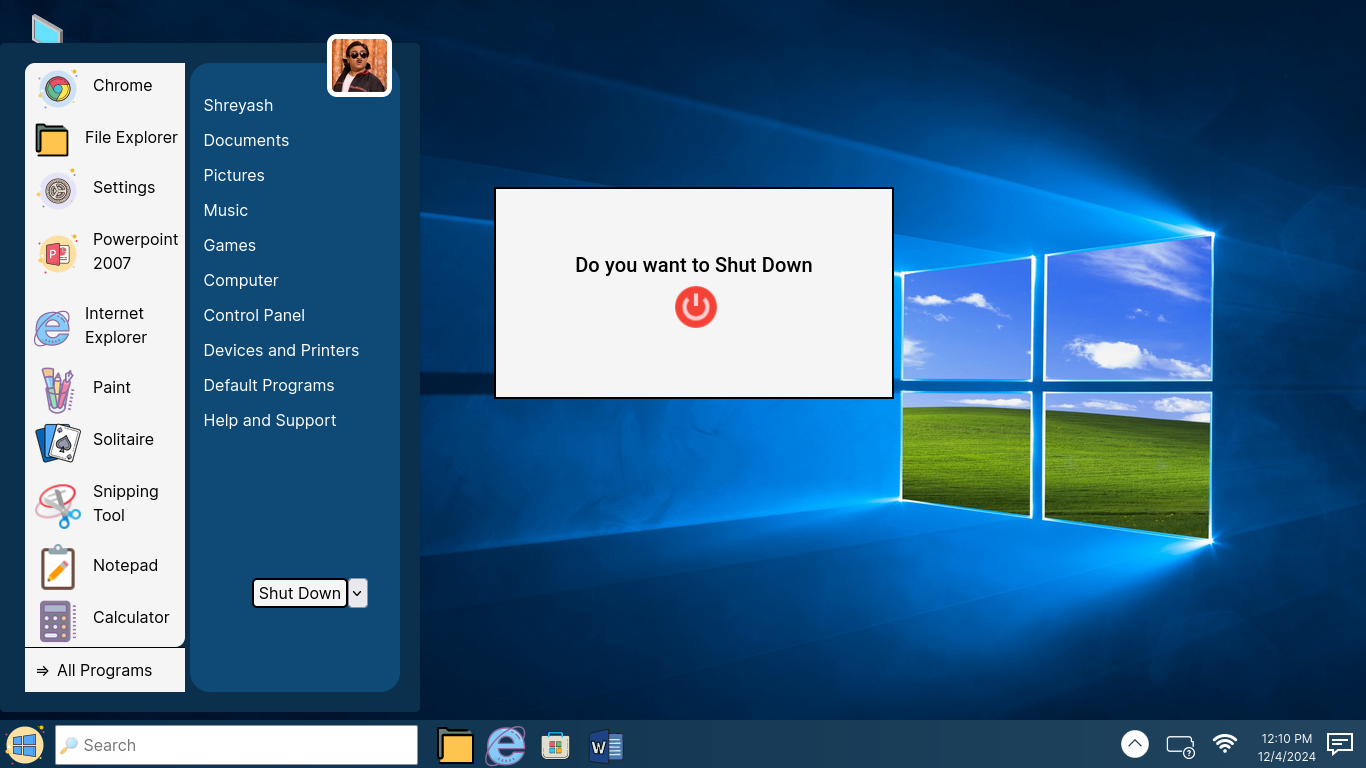 Chrome
File Explorer
Settings
Powerpoint
2007
Internet
Explorer
Paint
Solitaire
Snipping
Tool
Notepad
Calculator
⇒ All Programs
Shreyash
Documents
Pictures
Music
Games
Computer
Control Panel
Devices and Printers
Default Programs
Help and Support
Shut Down
Do you want to Shut Down
Search
W
12:10 PM
12/4/2024